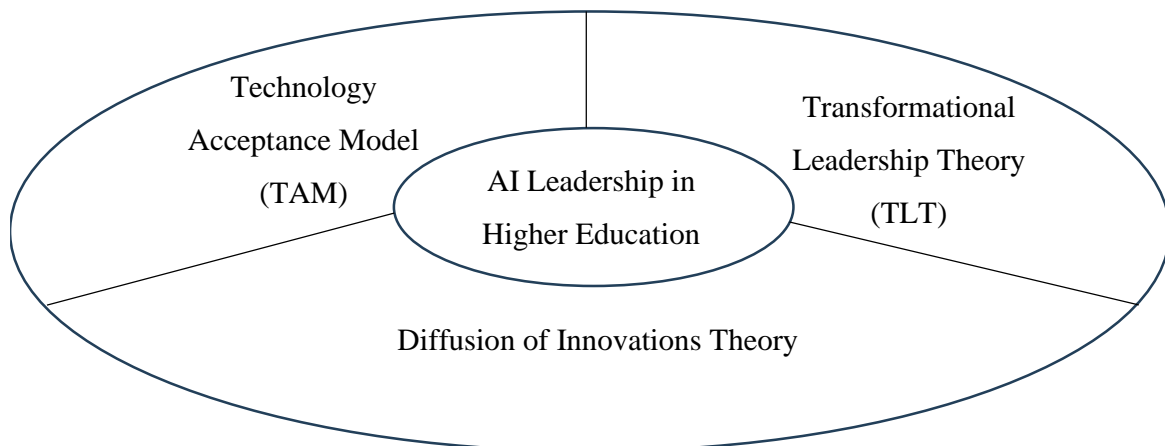 Technology
Acceptance Model
(TAM)
Transformational
Leadership Theory
(TLT)
AI Leadership in
Higher Education
Diffusion of Innovations Theory